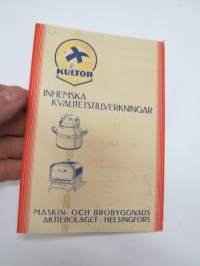 KULTOR
INHEMSKA
KVALITETSTILLVERKNINGAR
MASKIN- OCH BROBYGGNADS
AKTIEBOLAGET - HELSINGFORS